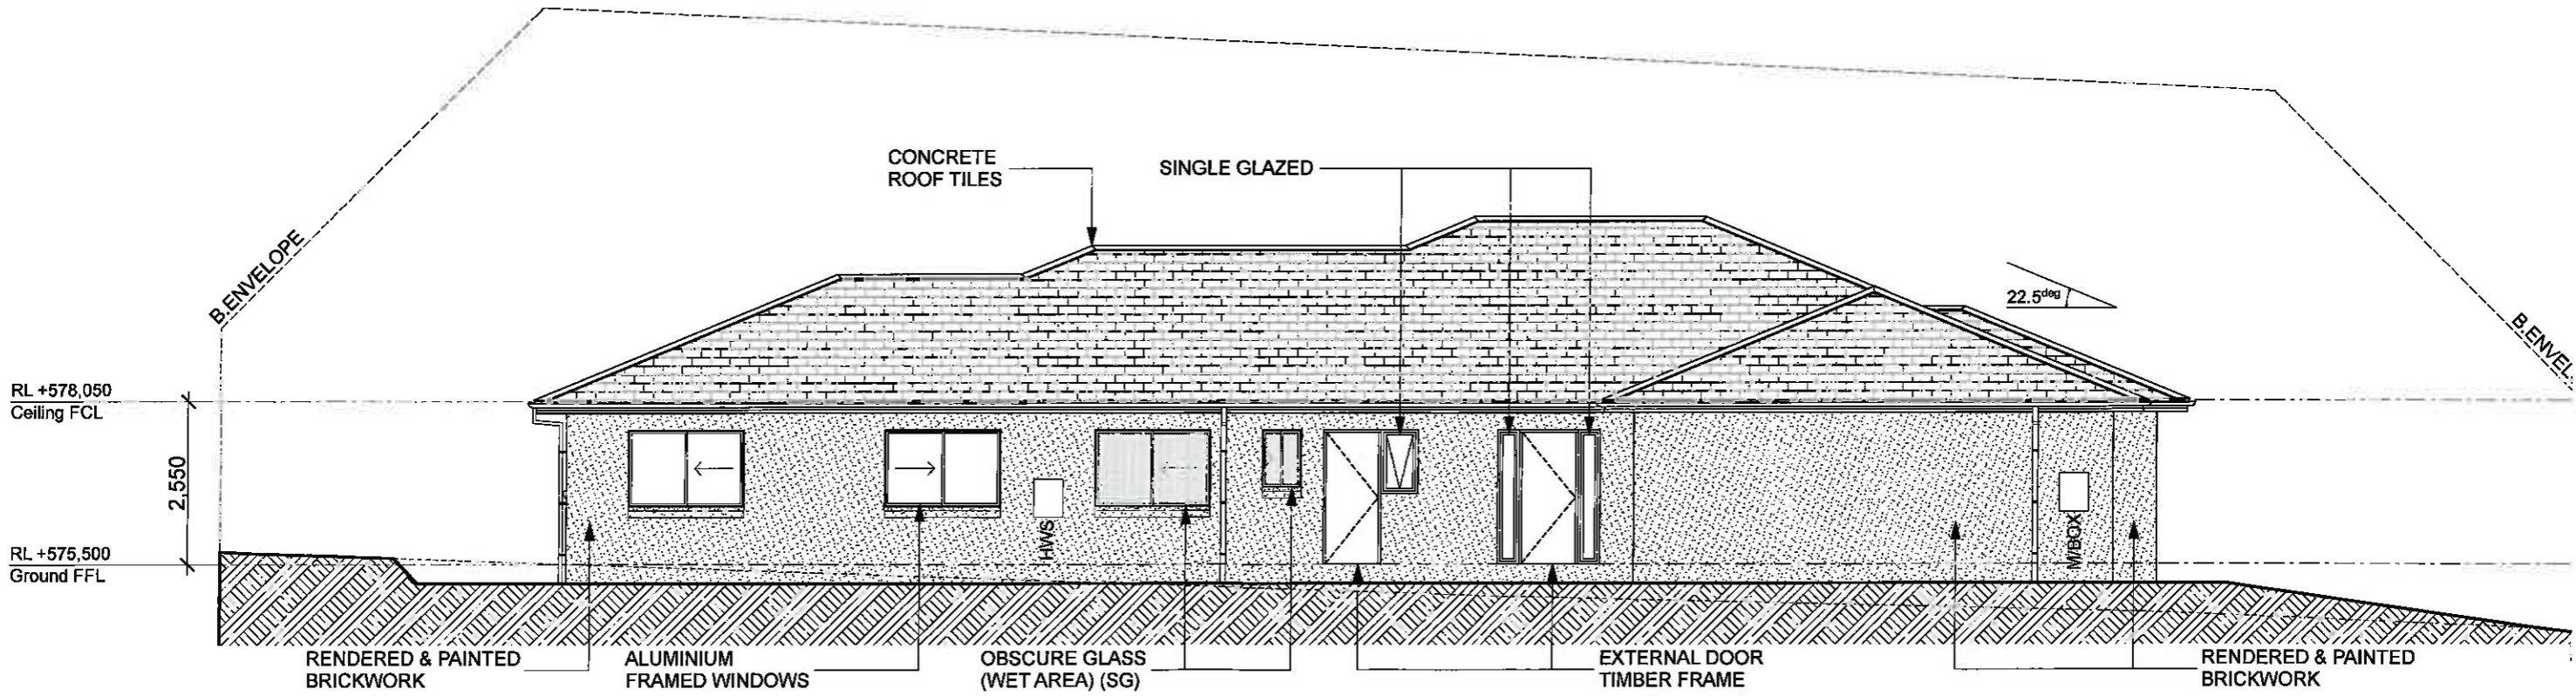 CONCRETE
ROOF TILES
SINGLE GLAZED
B.ENVELOPE
22.5deg
B.ENVEL
RL +578,050
Ceiling FCL
2,550
RL +575,500
Ground FFL
HWS
M/BOX
RENDERED & PAINTED
BRICKWORK
ALUMINIUM
FRAMED WINDOWS
OBSCURE GLASS
(WET AREA) (SG)
EXTERNAL DOOR
TIMBER FRAME
RENDERED & PAINTED
BRICKWORK